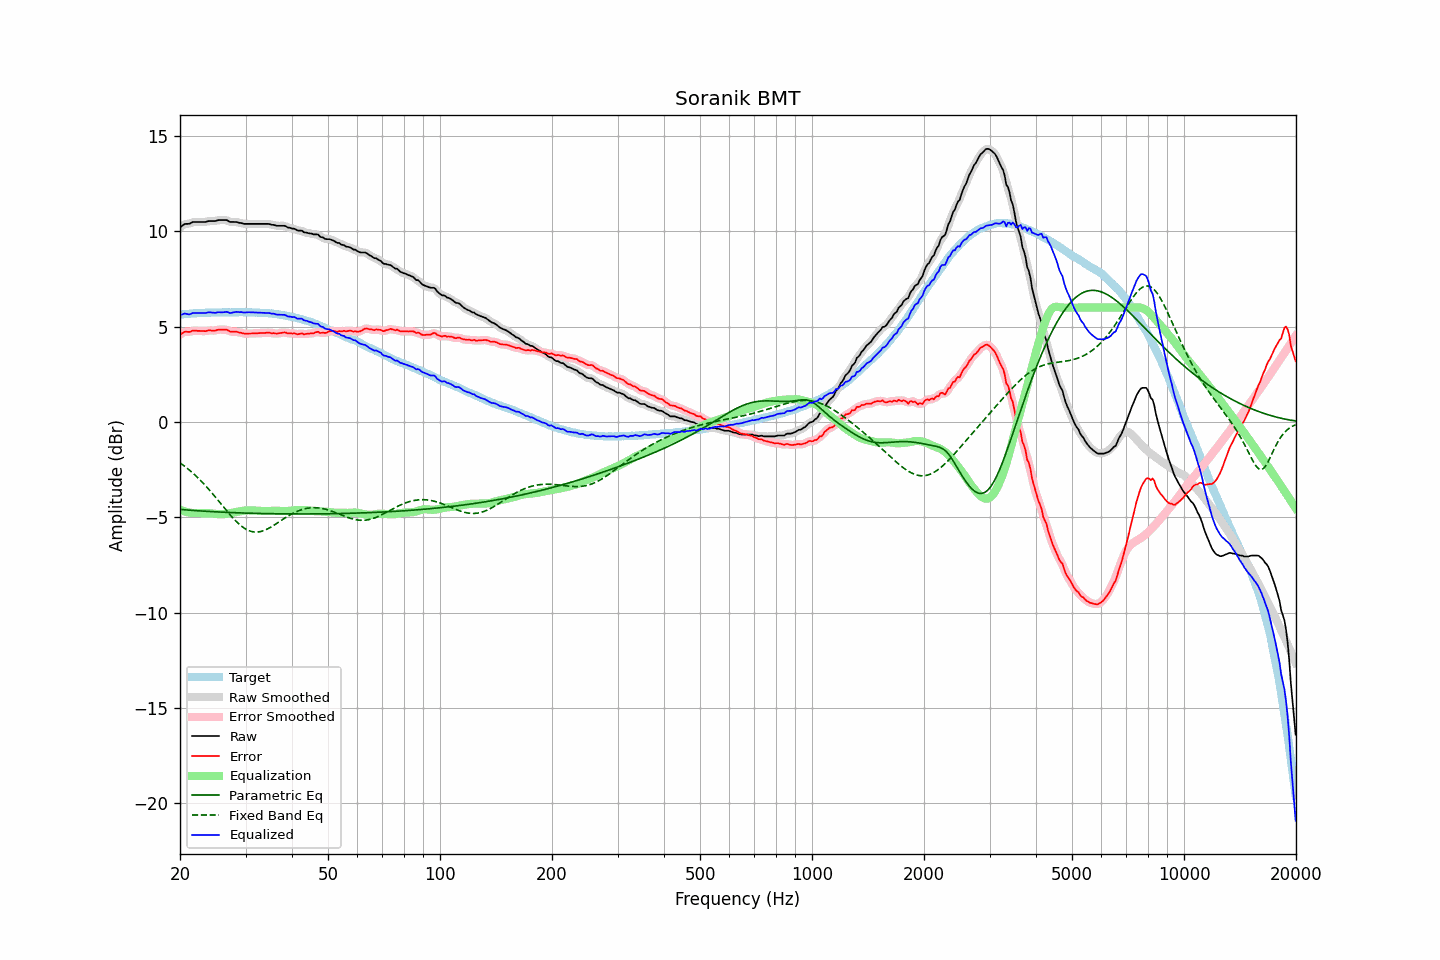 Soranik BMT
Amplitude (dBr)
15
10
5
0
−5
−10
−15
−20
Target
Raw Smoothed
Error Smoothed
Raw
Error
Equalization
Parametric Eq
Fixed Band Eq
Equalized
20 50 100 200 500 1000 2000 5000 10000 20000
Frequency (Hz)